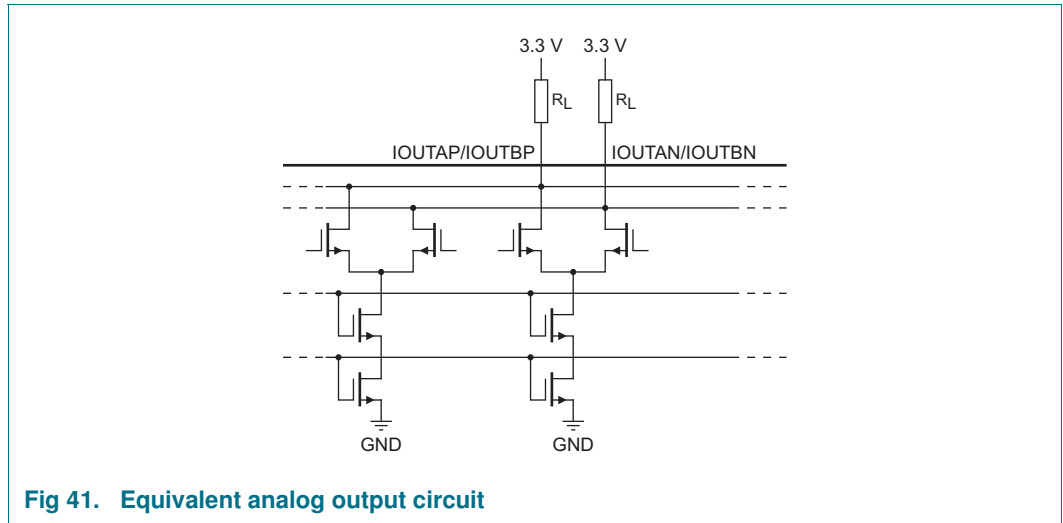 3.3 V 3.3 V
RL RL
IOUTAP/IOUTBP IOUTAN/IOUTBN
GND GND
Fig 41. Equivalent analog output circuit